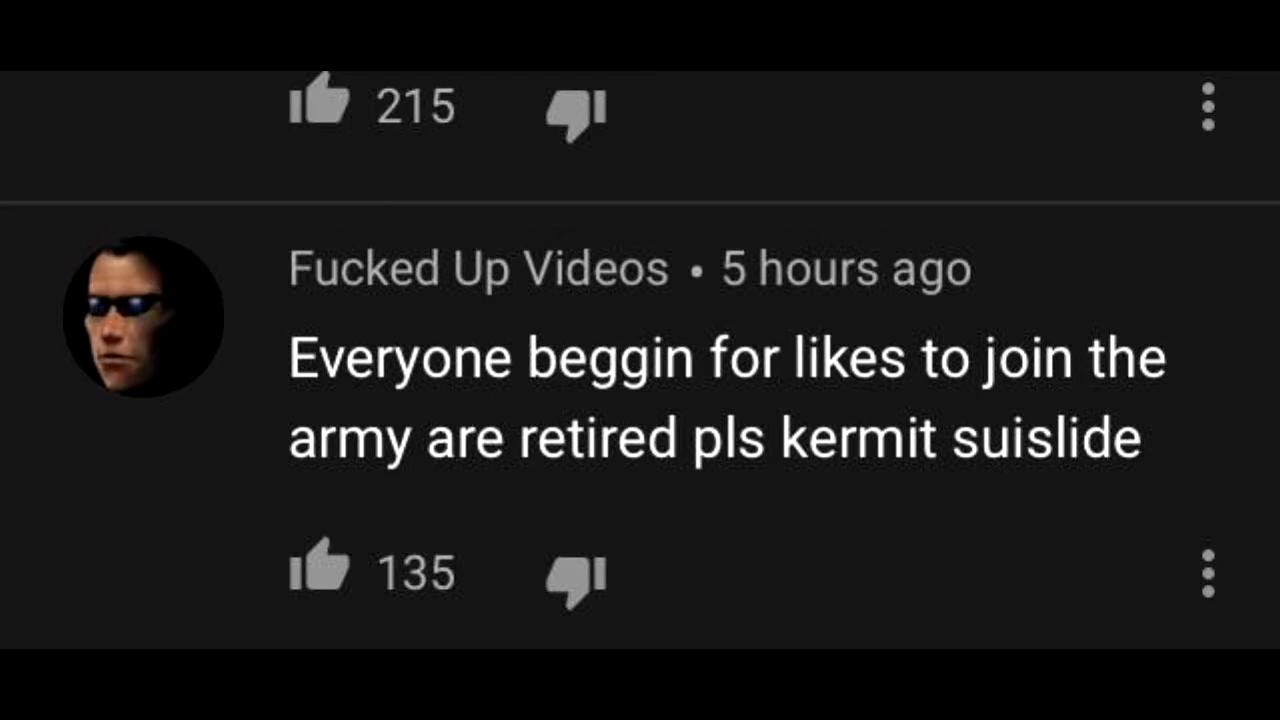 215
Fucked Up Videos • 5 hours ago
Everyone beggin for likes to join the
army are retired pls kermit suislide
135